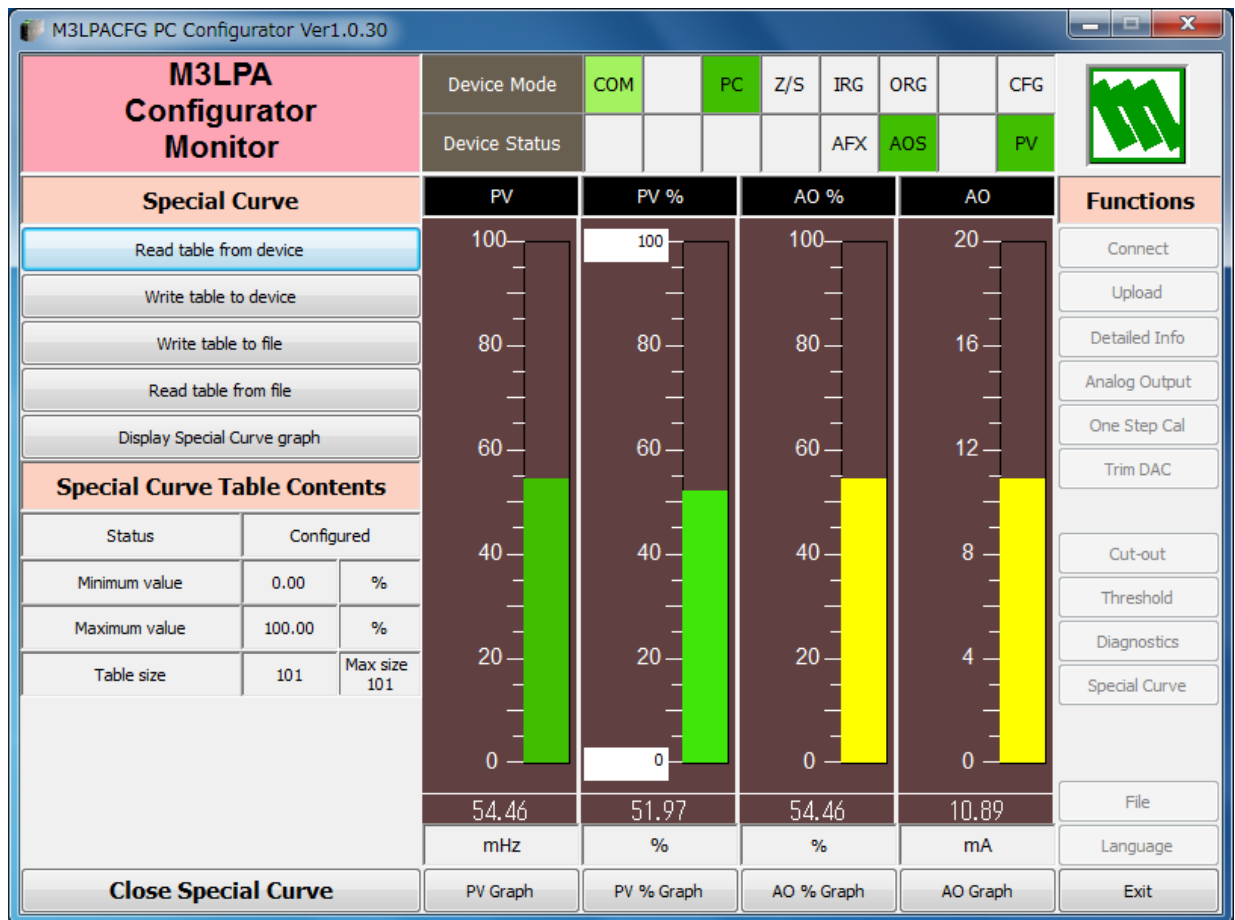 M3LPACFG PC Configurator Ver1.0.30
M3LPA
Configurator
Monitor
Device Mode COM PC Z/S IRG ORG CFG
Device Status AFX AOS PV
Special Curve
Read table from device
Write table to device
Write table to file
Read table from file
Display Special Curve graph
Special Curve Table Contents
Status Configured
Minimum value 0.00 %
Maximum value 100.00 %
Table size 101 Max size
101
Close Special Curve
PV
100
80
60
40
20
0
54.46
mHz
PV Graph
PV %
100
80
60
40
20
0
51.97
%
PV % Graph
AO %
100
80
60
40
20
0
54.46
%
AO % Graph
AO
20
16
12
8
4
0
10.89
mA
AO Graph
Functions
Connect
Upload
Detailed Info
Analog Output
One Step Cal
Trim DAC
Cut-out
Threshold
Diagnostics
Special Curve
File
Language
Exit